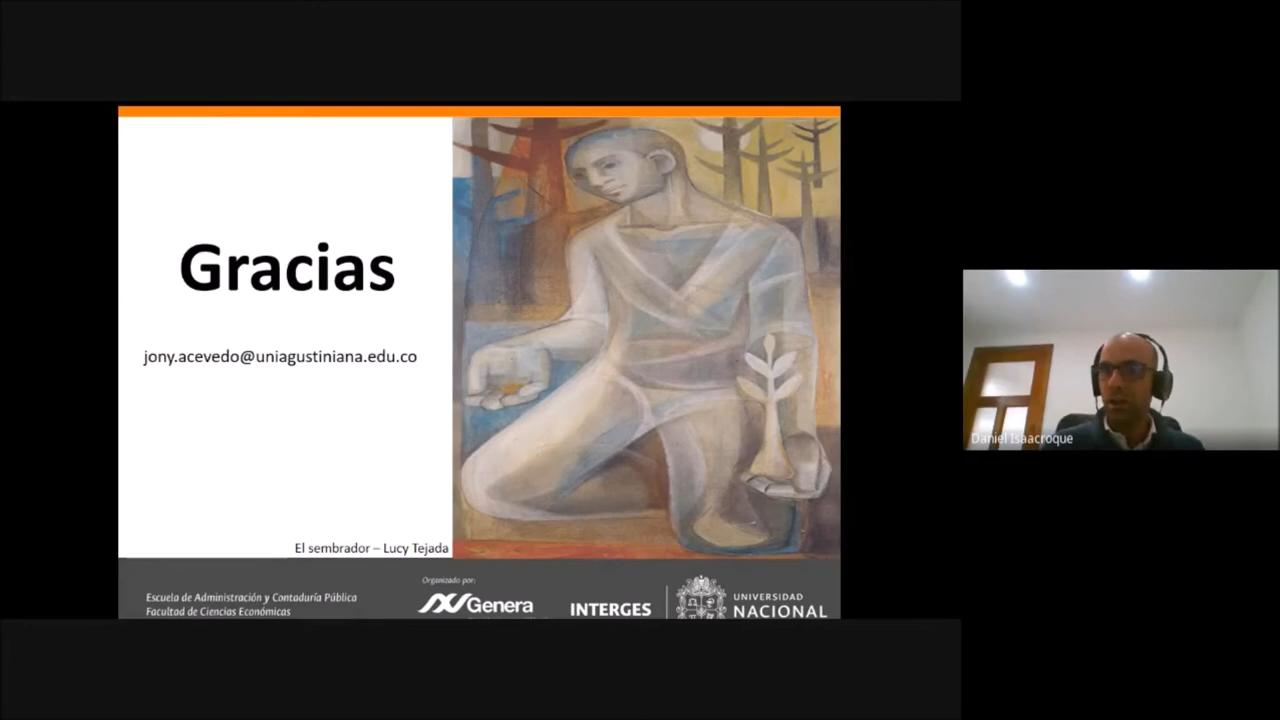 Gracias
jony.acevedo@uniagustiniana.edu.co
El sembrador – Lucy Tejada
Escuela de Administración y Contaduría Pública
Facultad de Ciencias Económicas
Organizado por:
Genera
INTERGES
UNIVERSIDAD
NACIONAL
Daniel Isaacroque